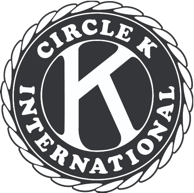 CIRCLE K
K
INTERNATIONAL